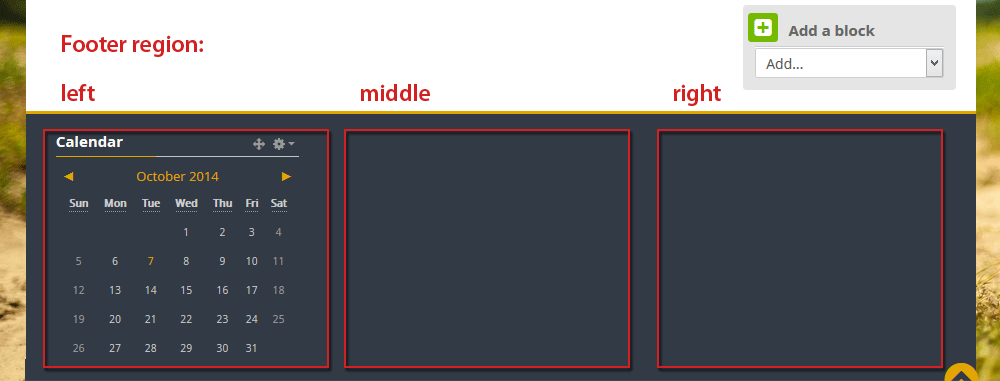 Footer region:
Add a block
Add...
left
middle
right
Calendar
October 2014
Sun Mon Tue Wed Thu Fri Sat
1 2 3 4
5 6 7 8 9 10 11
12 13 14 15 16 17 18
19 20 21 22 23 24 25
26 27 28 29 30 31